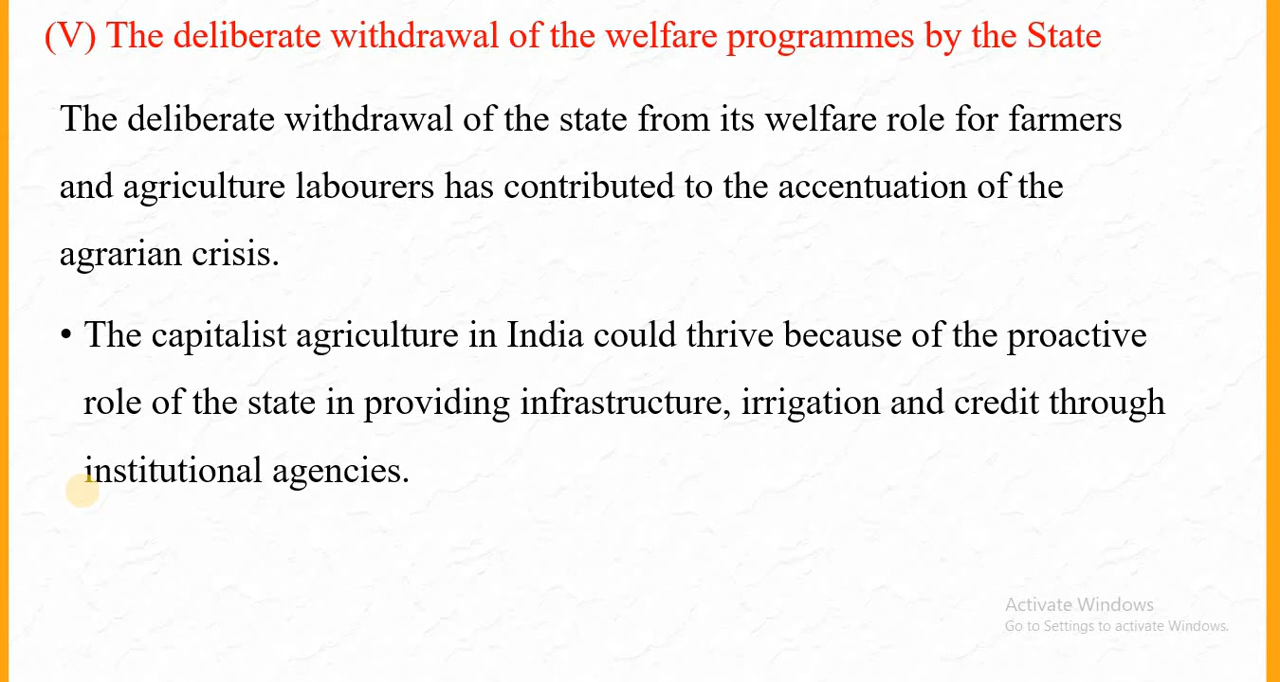 (V) The deliberate withdrawal of the welfare programmes by the State
The deliberate withdrawal of the state from its welfare role for farmers
and agriculture labourers has contributed to the accentuation of the
agrarian crisis.
• The capitalist agriculture in India could thrive because of the proactive
role of the state in providing infrastructure, irrigation and credit through
institutional agencies.
Activate Windows
Go to Settings to activate Windows.